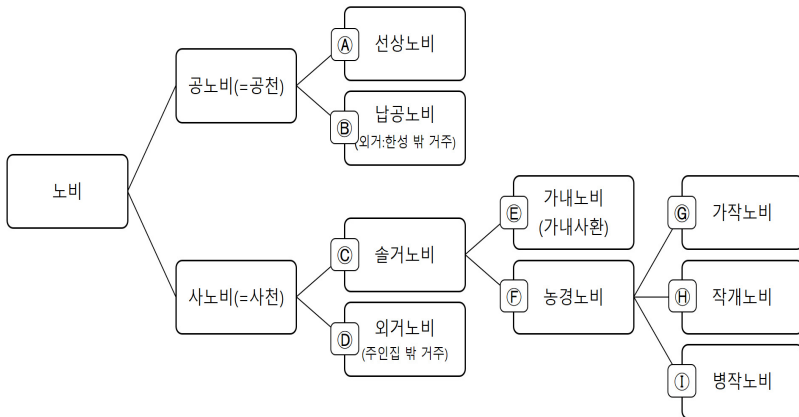 노비
공노비(=공천)
Ⓐ
선상노비
Ⓑ
납공노비
(외거:한성 밖 거주)
사노비(=사천)
Ⓒ
솔거노비
Ⓔ
가내노비
(가내사환)
Ⓕ
농경노비
Ⓖ
가작노비
Ⓗ
작개노비
Ⓘ
병작노비
Ⓓ
외거노비
(주인집 밖 거주)